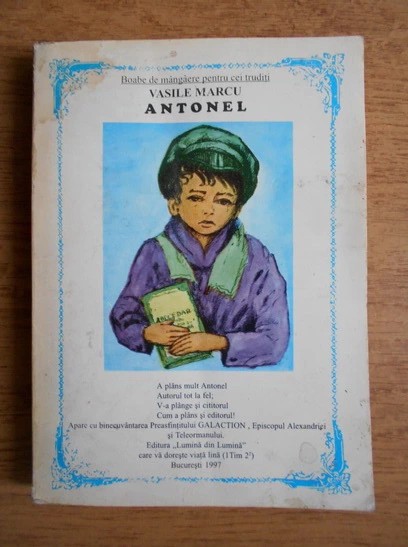 Boabe de mângâere pentru cei trudiți
VASILE MARCU
ANTONEL
ABECEDAR
A plâns mult Antonel
Autorul tot la fel;
V-a plânge și cititorul
Cum a plâns și editorul!
Apare cu binecuvântarea Preasfințitului GALACTION , Episcopul Alexandriei
și Teleormanului.
Editura „Lumină din Lumină”
care vă dorește viață lină (1Tim 2²)
București 1997